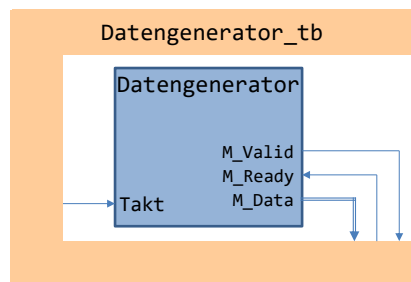 Datengenerator_tb
Datengenerator
M_Valid
M_Ready
Takt
M_Data